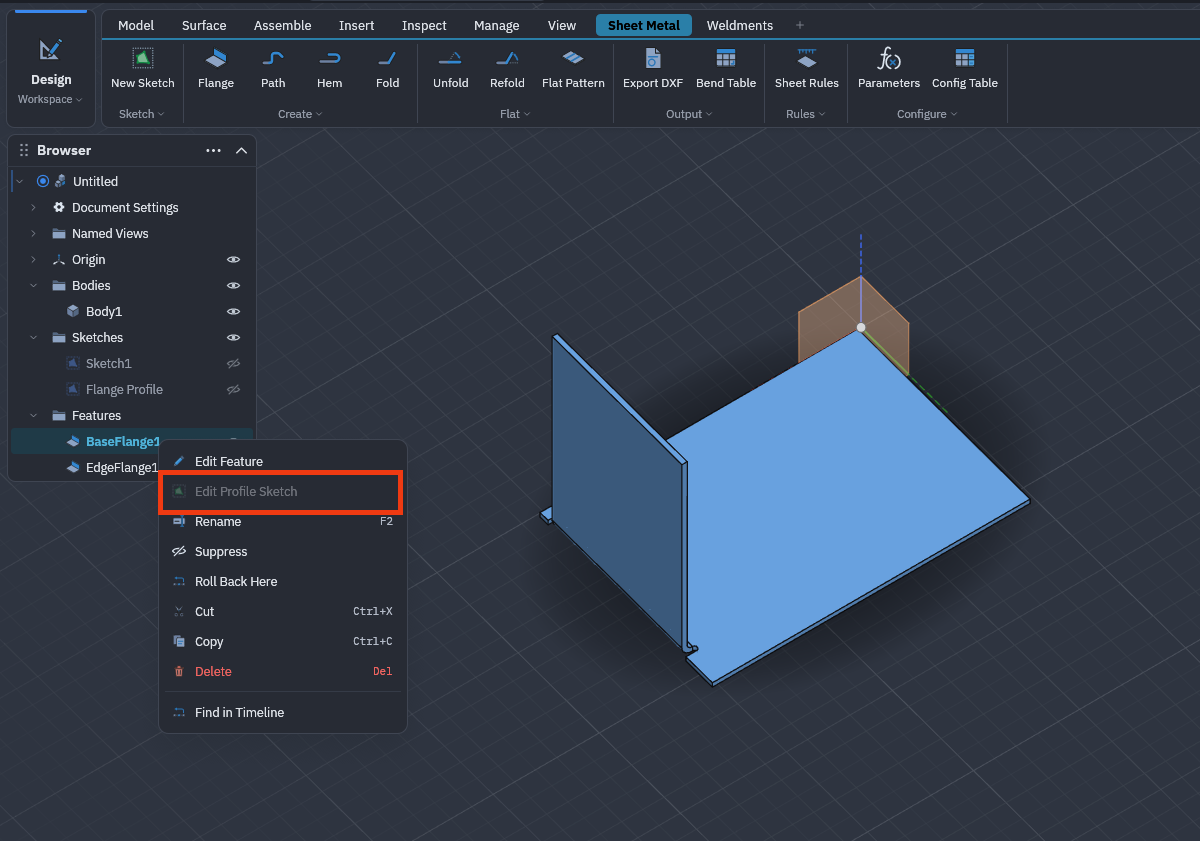 Model Surface Assemble Insert Inspect Manage View Sheet Metal Weldments +
Design
Workspace
New Sketch Flange Path Hem Fold Unfold Refold Flat Pattern Export DXF Bend Table Sheet Rules Parameters Config Table
Sketch Create Flat Output Rules Configure
Browser
Untitled
Document Settings
Named Views
Origin
Bodies
Body1
Sketches
Sketch1
Flange Profile
Features
BaseFlange1
EdgeFlange1
Edit Feature
Edit Profile Sketch
Rename F2
Suppress
Roll Back Here
Cut Ctrl+X
Copy Ctrl+C
Delete Del
Find in Timeline